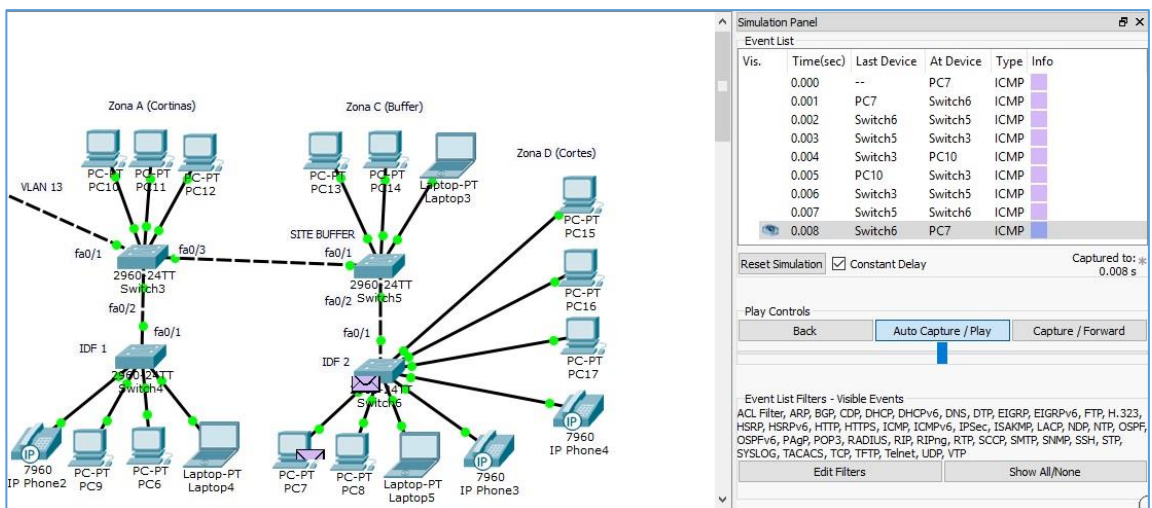 Zona A (Cortinas)
Zona C (Buffer)
Zona D (Cortes)
PC-PT
PC10
PC-PT
PC11
PC-PT
PC12
PC-PT
PC13
PC-PT
PC14
Laptop-PT
Laptop3
PC-PT
PC15
VLAN 13
SITE BUFFER
fa0/1
fa0/3
fa0/1
2960-24TT
Switch3
2960-24TT
Switch5
PC-PT
PC16
fa0/2
fa0/2
fa0/1
fa0/1
PC-PT
PC17
IDF 1
IDF 2
2960-24TT
Switch4
Switch6
7960
IP Phone4
IP
IP
IP
7960
IP Phone2
PC-PT
PC9
PC-PT
PC6
Laptop-PT
Laptop4
PC-PT
PC7
PC-PT
PC8
Laptop-PT
Laptop5
7960
IP Phone3
Simulation Panel
Event List
Vis. Time(sec) Last Device At Device Type Info
0.000 -- PC7 ICMP
0.001 PC7 Switch6 ICMP
0.002 Switch6 Switch5 ICMP
0.003 Switch5 Switch3 ICMP
0.004 Switch3 PC10 ICMP
0.005 PC10 Switch3 ICMP
0.006 Switch3 Switch5 ICMP
0.007 Switch5 Switch6 ICMP
0.008 Switch6 PC7 ICMP
Reset Simulation Constant Delay
Captured to: *
0.008 s
Play Controls
Back Auto Capture / Play Capture / Forward
Event List Filters - Visible Events
ACL Filter, ARP, BGP, CDP, DHCP, DHCPv6, DNS, DTP, EIGRP, EIGRPv6, FTP, H.323,
HSRP, HSRPv6, HTTP, HTTPS, ICMP, ICMPv6, IPSec, ISAKMP, LACP, NDP, NTP, OSPF,
OSPFv6, PAgP, POP3, RADIUS, RIP, RIPng, RTP, SCCP, SMTP, SNMP, SSH, STP,
SYSLOG, TACACS, TCP, TFTP, Telnet, UDP, VTP
Edit Filters Show All/None